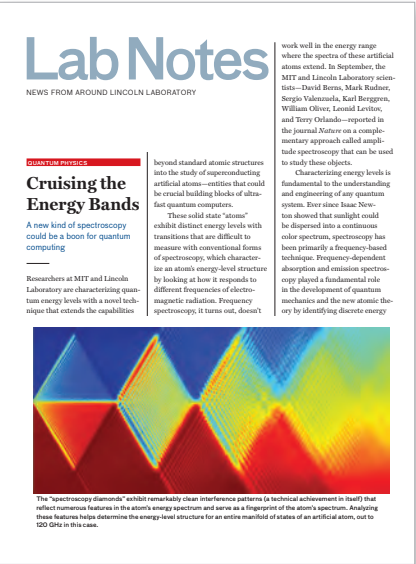 Lab Notes
NEWS FROM AROUND LINCOLN LABORATORY
QUANTUM PHYSICS
Cruising the
Energy Bands
A new kind of spectroscopy
could be a boon for quantum
computing
Researchers at MIT and Lincoln
Laboratory are characterizing quan-
tum energy levels with a novel tech-
nique that extends the capabilities
beyond standard atomic structures
into the study of superconducting
artificial atoms—entities that could
be crucial building blocks of ultra-
fast quantum computers.
These solid state “atoms”
exhibit distinct energy levels with
transitions that are difficult to
measure with conventional forms
of spectroscopy, which character-
ize an atom's energy-level structure
by looking at how it responds to
different frequencies of electro-
magnetic radiation. Frequency
spectroscopy, it turns out, doesn't
work well in the energy range
where the spectra of these artificial
atoms extend. In September, the
MIT and Lincoln Laboratory scien-
tists—David Berns, Mark Rudner,
Sergio Valenzuela, Karl Berggren,
William Oliver, Leonid Levitov,
and Terry Orlando—reported in
the journal Nature on a comple-
mentary approach called ampli-
tude spectroscopy that can be used
to study these objects.
Characterizing energy levels is
fundamental to the understanding
and engineering of any quantum
system. Ever since Isaac New-
ton showed that sunlight could
be dispersed into a continuous
color spectrum, spectroscopy has
been primarily a frequency-based
technique. Frequency-dependent
absorption and emission spectros-
copy played a fundamental role
in the development of quantum
mechanics and the new atomic the-
ory by identifying discrete energy
The “spectroscopy diamonds” exhibit remarkably clean interference patterns (a technical achievement in itself) that
reflect numerous features in the atom's energy spectrum and serve as a fingerprint of the atom's spectrum. Analyzing
these features helps determine the energy-level structure for an entire manifold of states of an artificial atom, out to
120 GHz in this case.